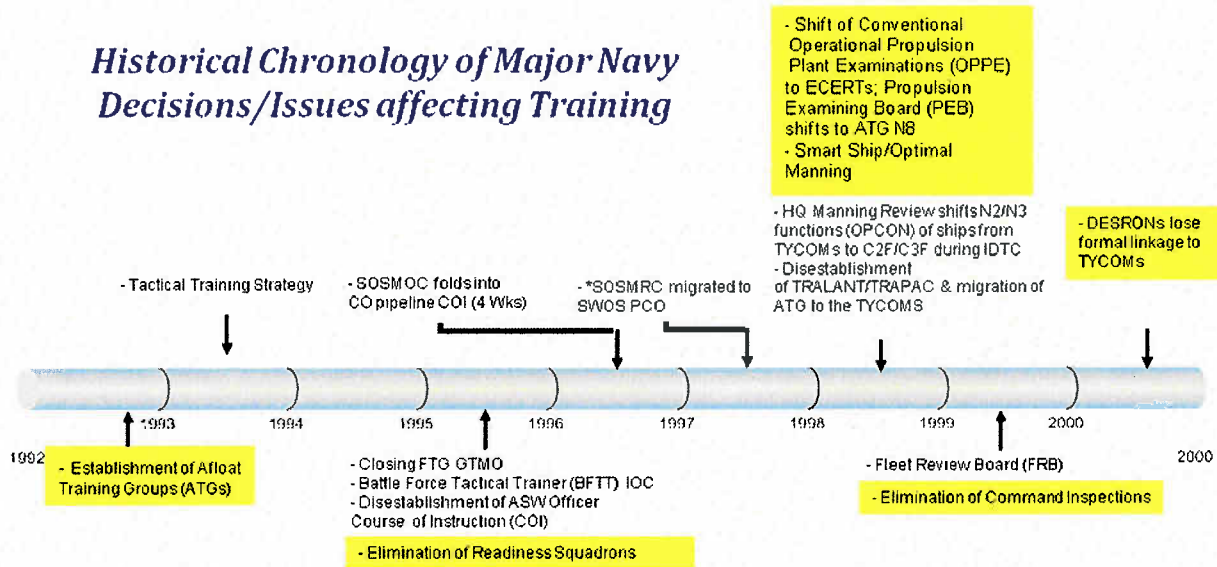 Historical Chronology of Major Navy
Decisions/Issues affecting Training
- Shift of Conventional
Operational Propulsion
Plant Examinations (OPPE)
to ECERTs; Propulsion
Examining Board (PEB)
shifts to ATG N8
- Smart Ship/Optimal
Manning
- HQ Manning Review shifts N2/N3
functions (OPCON) of ships from
TYCOMs to C2F/C3F during IDTC
- Disestablishment
of TRALANT/TRAPAC & migration of
ATG to the TYCOMS
- DESRONs lose
formal linkage to
TYCOMs
- Tactical Training Strategy
- SOSMOC folds into
CO pipeline COI (4 Wks)
- *SOSMRC migrated to
SWOS PCO
1992
1993
1994
1995
1996
1997
1998
1999
2000
2000
- Establishment of Afloat
Training Groups (ATGs)
- Closing FTG GTMO
- Battle Force Tactical Trainer (BFTT) IOC
- Disestablishment of ASW Officer
Course of Instruction (COI)
- Elimination of Readiness Squadrons
- Fleet Review Board (FRB)
- Elimination of Command Inspections